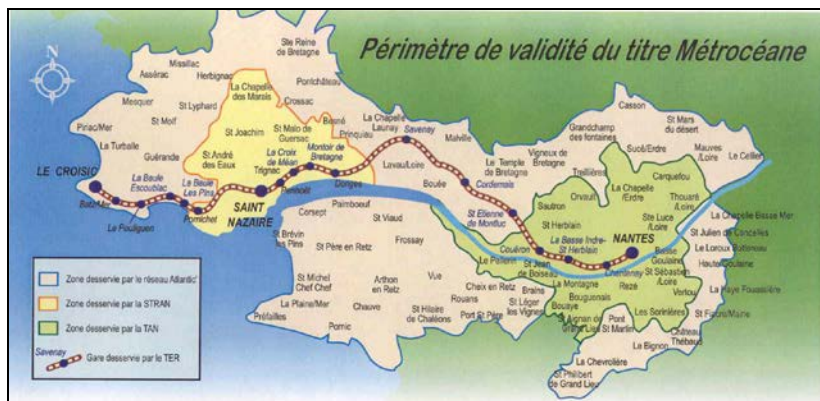 Périmètre de validité du titre Métrocéane
N
Ste Reine
de Bretagne
Missillac
Assérac
Herbignac
Pontchâteau
La Chapelle
des Marais
Crossac
Mesquer
St Lyphard
St Molf
Piriac/Mer
La Turballe
Guérande
St Joachim
St Malo de
Guersac
Besné
Prinquiau
La Chapelle
Launay
Savenay
Malville
St André
des Eaux
La Croix
de Méan
Montoir de
Bretagne
Trignac
Donges
Lavau/Loire
Bouée
Le Temple
de Bretagne
Vigneux de
Bretagne
Grandchamp
des fontaines
Casson
St Mars
du désert
Sucé/Erdre
Mauves
/Loire
Le Cellier
Treillières
Carquefou
LE CROISIC
Batz/Mer
La Baule
Escoublac
La Baule
Les Pins
Le Pouliguen
Pornichet
SAINT
NAZAIRE
Penhoët
Cordemais
St Etienne
de Montluc
Sautron
Orvault
La Chapelle
/Erdre
Thouaré
/Loire
St Herblain
Ste Luce
/Loire
La Chapelle Basse Mer
St Julien de Concelles
Le Loroux Bottereau
Couëron
La Basse Indre-
St Herblain
NANTES
Basse
Goulaine
Haute Goulaine
Chantenay
St Sébastien
/Loire
La Haye Fouassière
Corsept
Paimboeuf
St Viaud
St Brévin
les Pins
St Père en Retz
Frossay
Le Pellerin
St Jean
de Boiseau
La Montagne
Rezé
Vertou
Bouguenais
Vue
Cheix en Retz
Brains
Bouaye
Les Sorinières
St Fiacre/Maine
St Michel
Chef Chef
Arthon
en Retz
Rouans
St Léger
les Vignes
St Aignan de
Grand Lieu
Pont
St Martin
Château
Thébaud
La Plaine/Mer
Chauve
St Hilaire
de Chaléons
Port St Père
Préfailles
Pornic
La Bignon
La Chevrolière
St Philbert
de Grand Lieu
Zone desservie par le réseau Atlantic'
Zone desservie par la STRAN
Zone desservie par la TAN
Savenay
Gare desservie par le TER